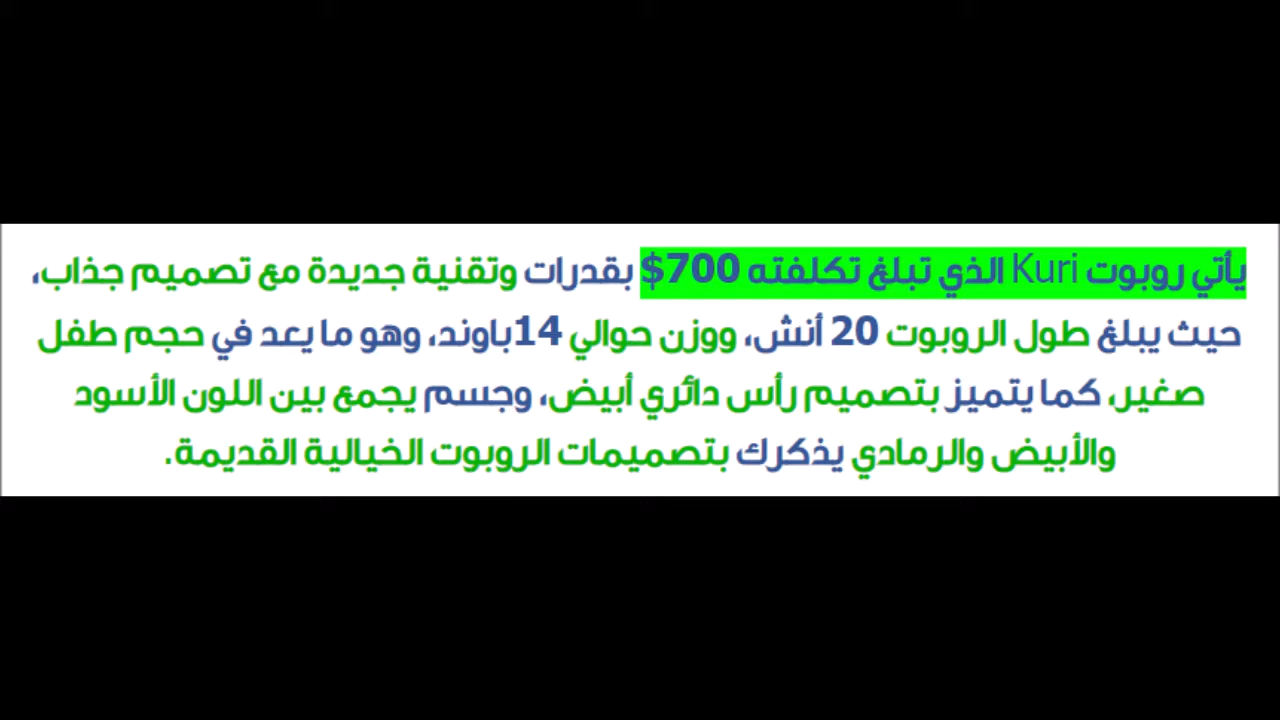 يأتي روبوت Kuri الذي تبلغ تكلفته 700$ بقدرات وتقنية جديدة مع تصميم جذاب،
حيث يبلغ طول الروبوت 20 أنش، ووزن حوالي 14باوند، وهو ما يعد في حجم طفل
صغير، كما يتميز بتصميم رأس دائري أبيض، وجسم يجمع بين اللون الأسود
والأبيض والرمادي يذكرك بتصميمات الروبوت الخيالية القديمة.